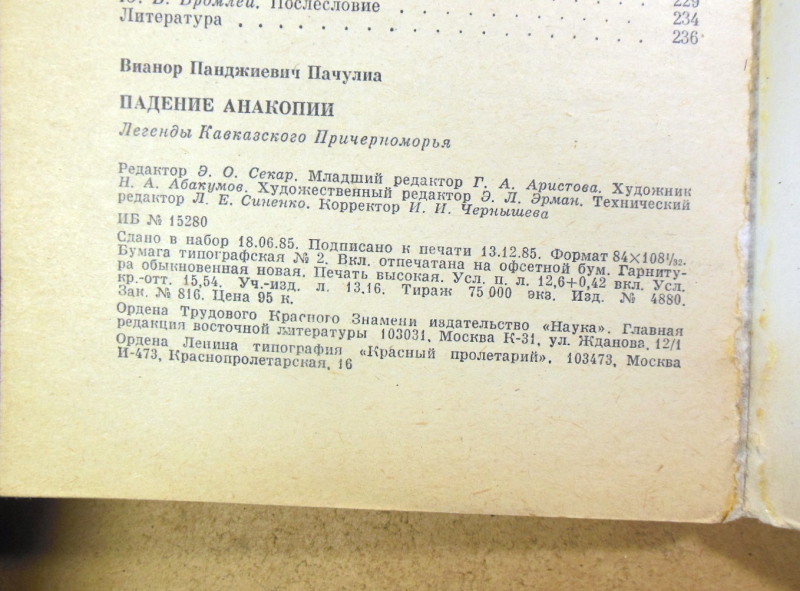 Ю. В. Бромлей. Послесловие . . . . . . . . . . 229
Литература . . . . . . . . . . . . . . . . . 234
236
Вианор Панджиевич Пачулиа
ПАДЕНИЕ АНАКОПИИ
Легенды Кавказского Причерноморья
Редактор Э. О. Секар. Младший редактор Г. А. Аристова. Художник
Н. А. Абакумов. Художественный редактор Э. Л. Эрман. Технический
редактор Л. Е. Синенко. Корректор И. И. Чернышева
ИБ № 15280
Сдано в набор 18.06.85. Подписано к печати 13.12.85. Формат 84×108¹/₃₂.
Бумага типографская № 2. Вкл. отпечатана на офсетной бум. Гарниту-
ра обыкновенная новая. Печать высокая. Усл. п. л. 12,6+0,42 вкл. Усл.
кр.-отт. 15,54. Уч.-изд. л. 13.16. Тираж 75 000 экз. Изд. № 4880.
Зак. № 816. Цена 95 к.
Ордена Трудового Красного Знамени издательство «Наука». Главная
редакция восточной литературы 103031, Москва К-31, ул. Жданова, 12/1
Ордена Ленина типография «Красный пролетарий». 103473, Москва
И-473, Краснопролетарская, 16